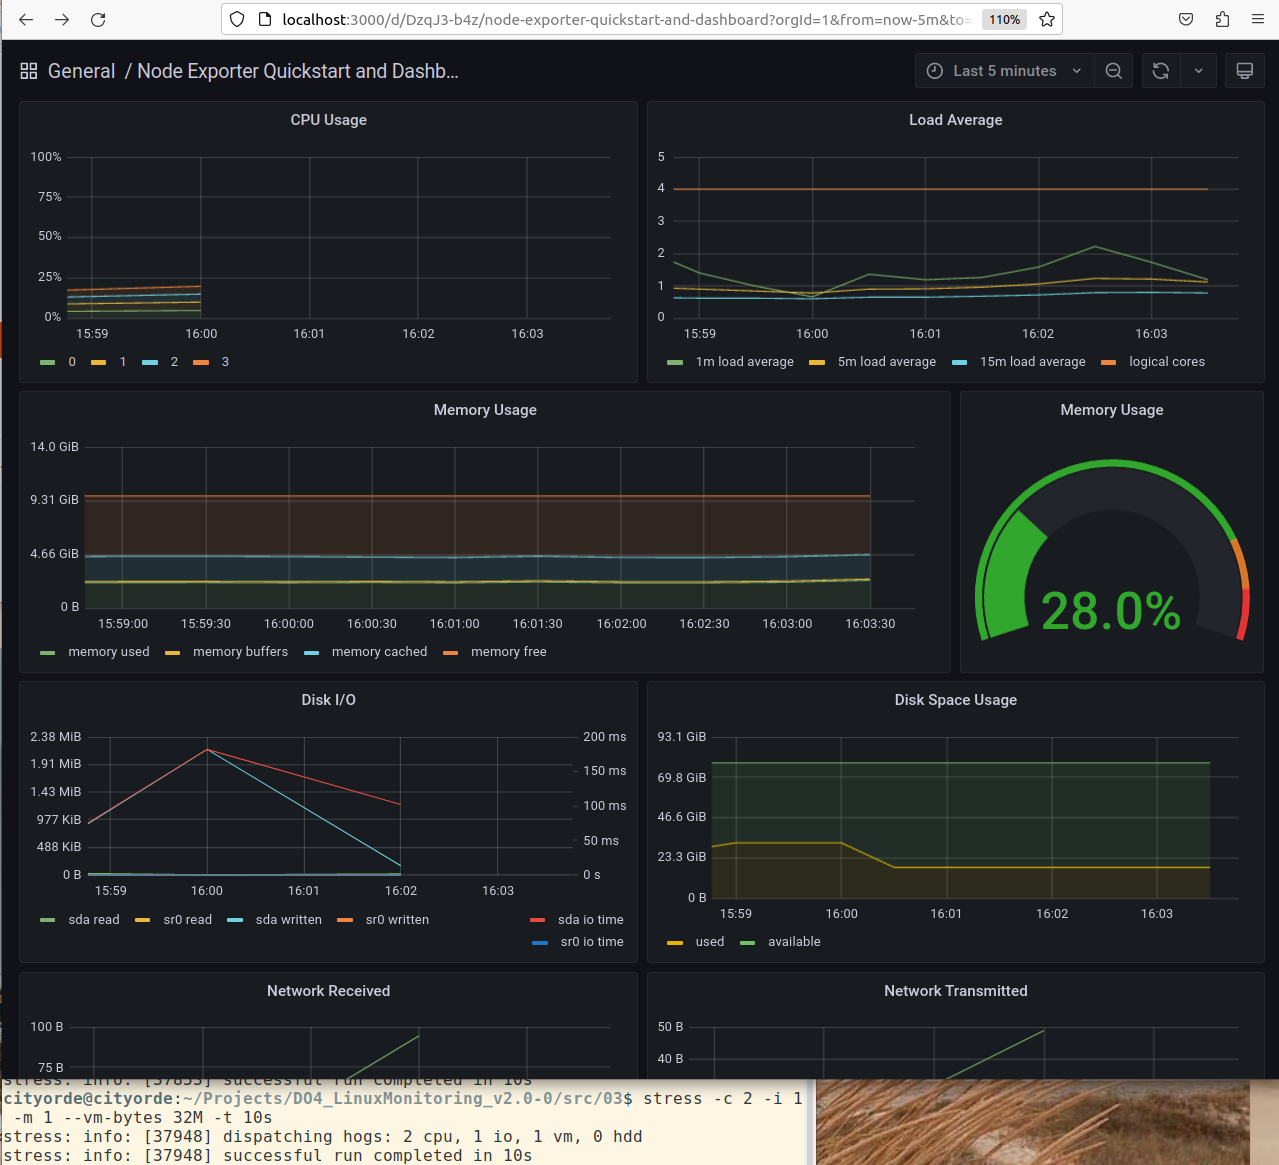 localhost:3000/d/DzqJ3-b4z/node-exporter-quickstart-and-dashboard?orgId=1&from=now-5m&to= 110%
General / Node Exporter Quickstart and Dashb... Last 5 minutes
CPU Usage
100%
75%
50%
25%
0%
15:59 16:00 16:01 16:02 16:03
0 1 2 3
Load Average
5
4
3
2
1
0
15:59 16:00 16:01 16:02 16:03
1m load average 5m load average 15m load average logical cores
Memory Usage
14.0 GiB
9.31 GiB
4.66 GiB
0 B
15:59:00 15:59:30 16:00:00 16:00:30 16:01:00 16:01:30 16:02:00 16:02:30 16:03:00 16:03:30
memory used memory buffers memory cached memory free
Memory Usage
28.0%
Disk I/O
2.38 MiB 200 ms
1.91 MiB 150 ms
1.43 MiB 100 ms
977 KiB 50 ms
488 KiB
0 B 0 s
15:59 16:00 16:01 16:02 16:03
sda read sr0 read sda written sr0 written sda io time
sr0 io time
Disk Space Usage
93.1 GiB
69.8 GiB
46.6 GiB
23.3 GiB
0 B
15:59 16:00 16:01 16:02 16:03
used available
Network Received
100 B
75 B
Network Transmitted
50 B
40 B
stress: info: [37853] successful run completed in 10s
cityorde@cityorde:~/Projects/DO4_LinuxMonitoring_v2.0-0/src/03$ stress -c 2 -i 1
-m 1 --vm-bytes 32M -t 10s
stress: info: [37948] dispatching hogs: 2 cpu, 1 io, 1 vm, 0 hdd
stress: info: [37948] successful run completed in 10s